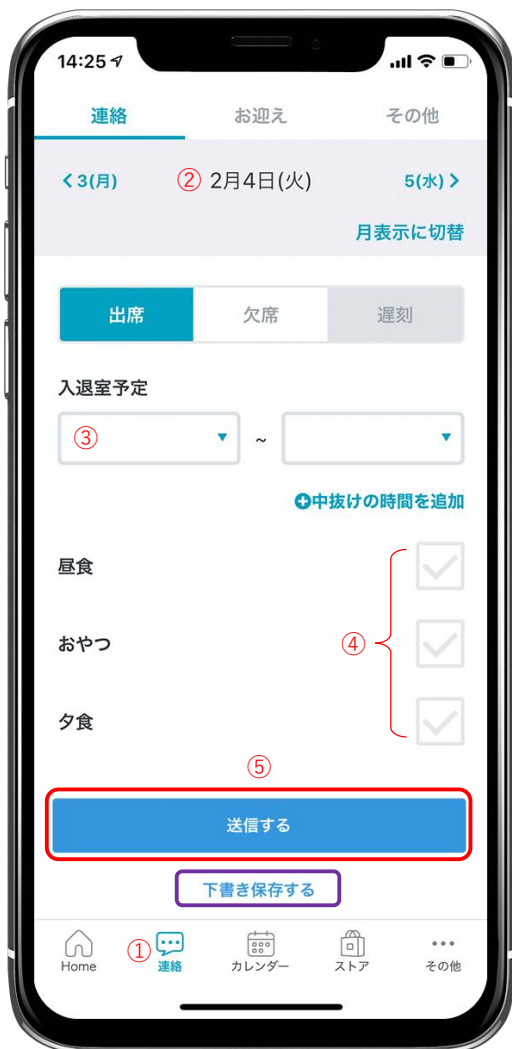 14:25
連絡 お迎え その他
3(月) ② 2月4日(火) 5(水)
月表示に切替
出席 欠席 遅刻
入退室予定
③ ~
中抜けの時間を追加
昼食
おやつ
④
夕食
⑤
送信する
下書き保存する
①
Home 連絡 カレンダー ストア その他